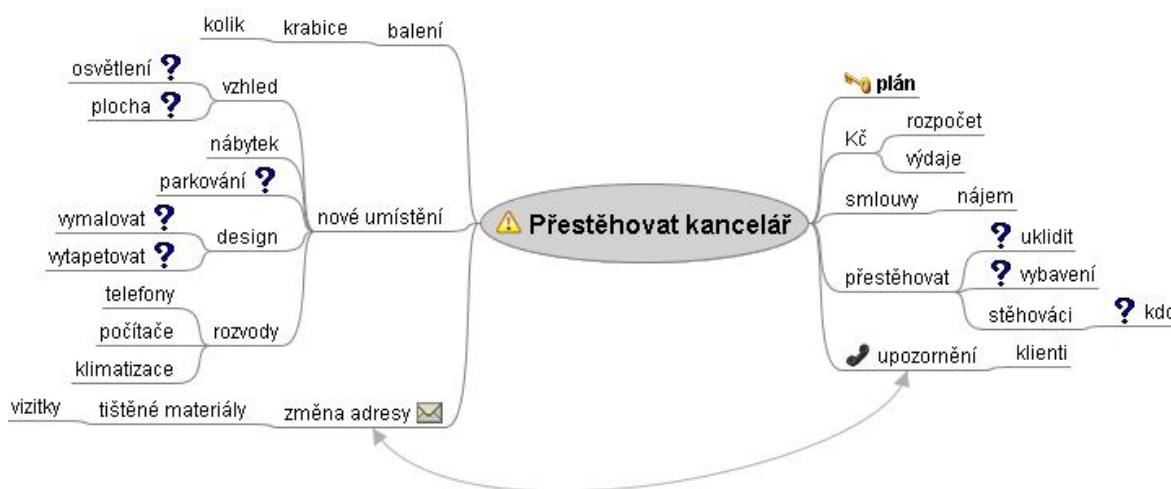 Přestěhovat kancelář
plán
Kč
rozpočet
výdaje
smlouvy
nájem
přestěhovat
uklidit
vybavení
stěhováci
kdo
upozornění
klienti
balení
krabice
kolik
nové umístění
vzhled
osvětlení
plocha
nábytek
parkování
design
vymalovat
vytapetovat
rozvody
telefony
počítače
klimatizace
změna adresy
tištěné materiály
vizitky